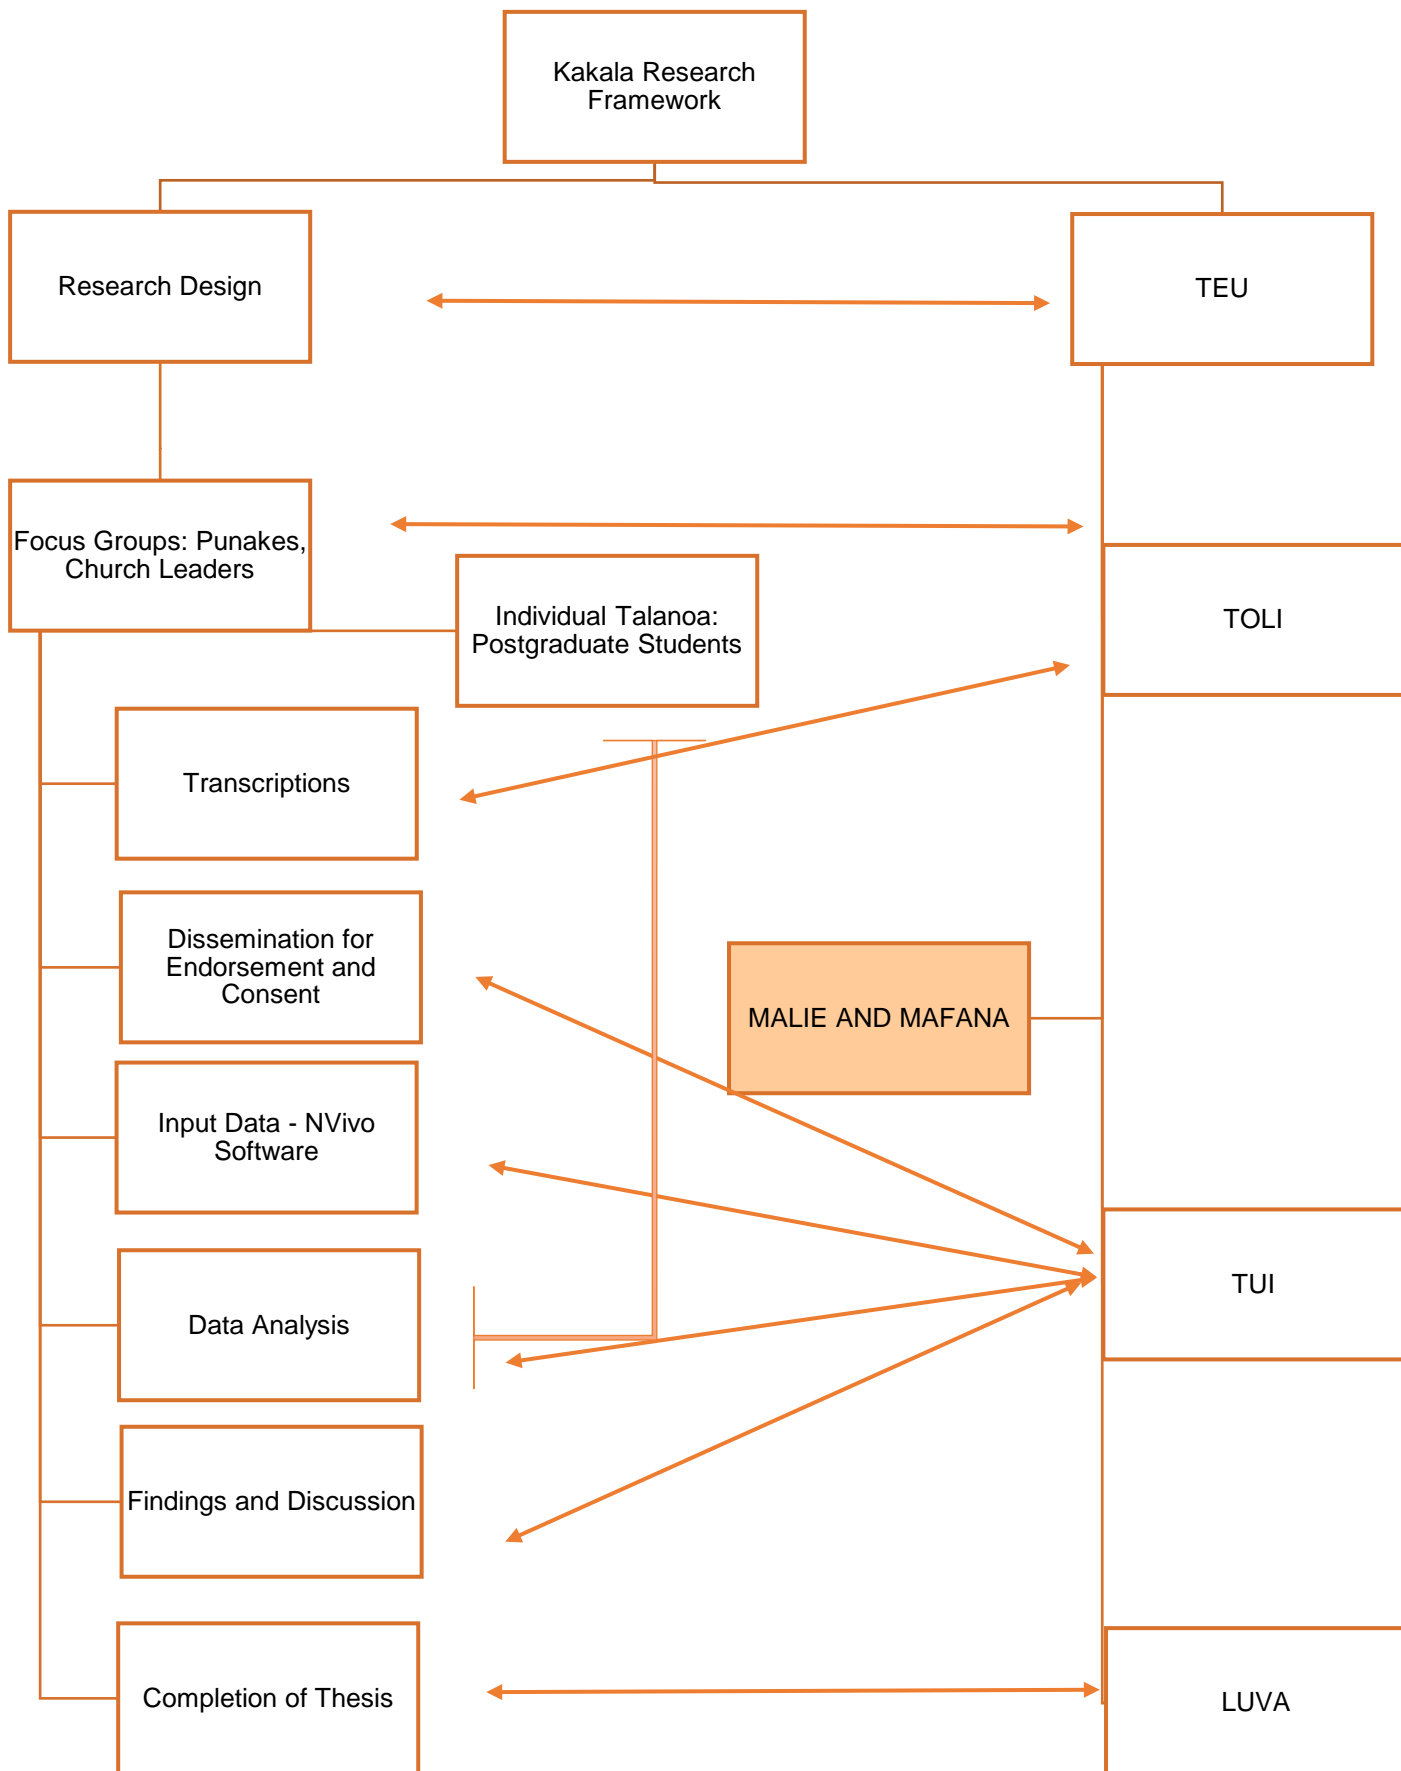 Kakala Research
Framework
Research Design
TEU
Focus Groups: Punakes,
Church Leaders
Individual Talanoa:
Postgraduate Students
TOLI
Transcriptions
Dissemination for
Endorsement and
Consent
MALIE AND MAFANA
Input Data - NVivo
Software
TUI
Data Analysis
Findings and Discussion
Completion of Thesis
LUVA